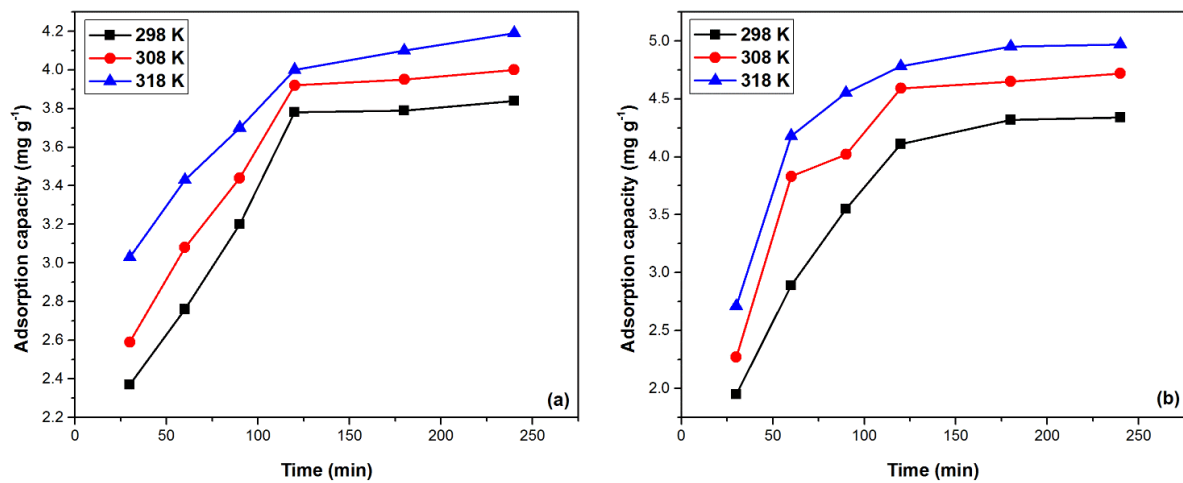 298 K
308 K
318 K
4.2
4.0
3.8
3.6
3.4
3.2
3.0
2.8
2.6
2.4
2.2
Adsorption capacity (mg g⁻¹)
0
50
100
150
200
250
Time (min)
(a)
298 K
308 K
318 K
5.0
4.5
4.0
3.5
3.0
2.5
2.0
Adsorption capacity (mg g⁻¹)
0
50
100
150
200
250
Time (min)
(b)